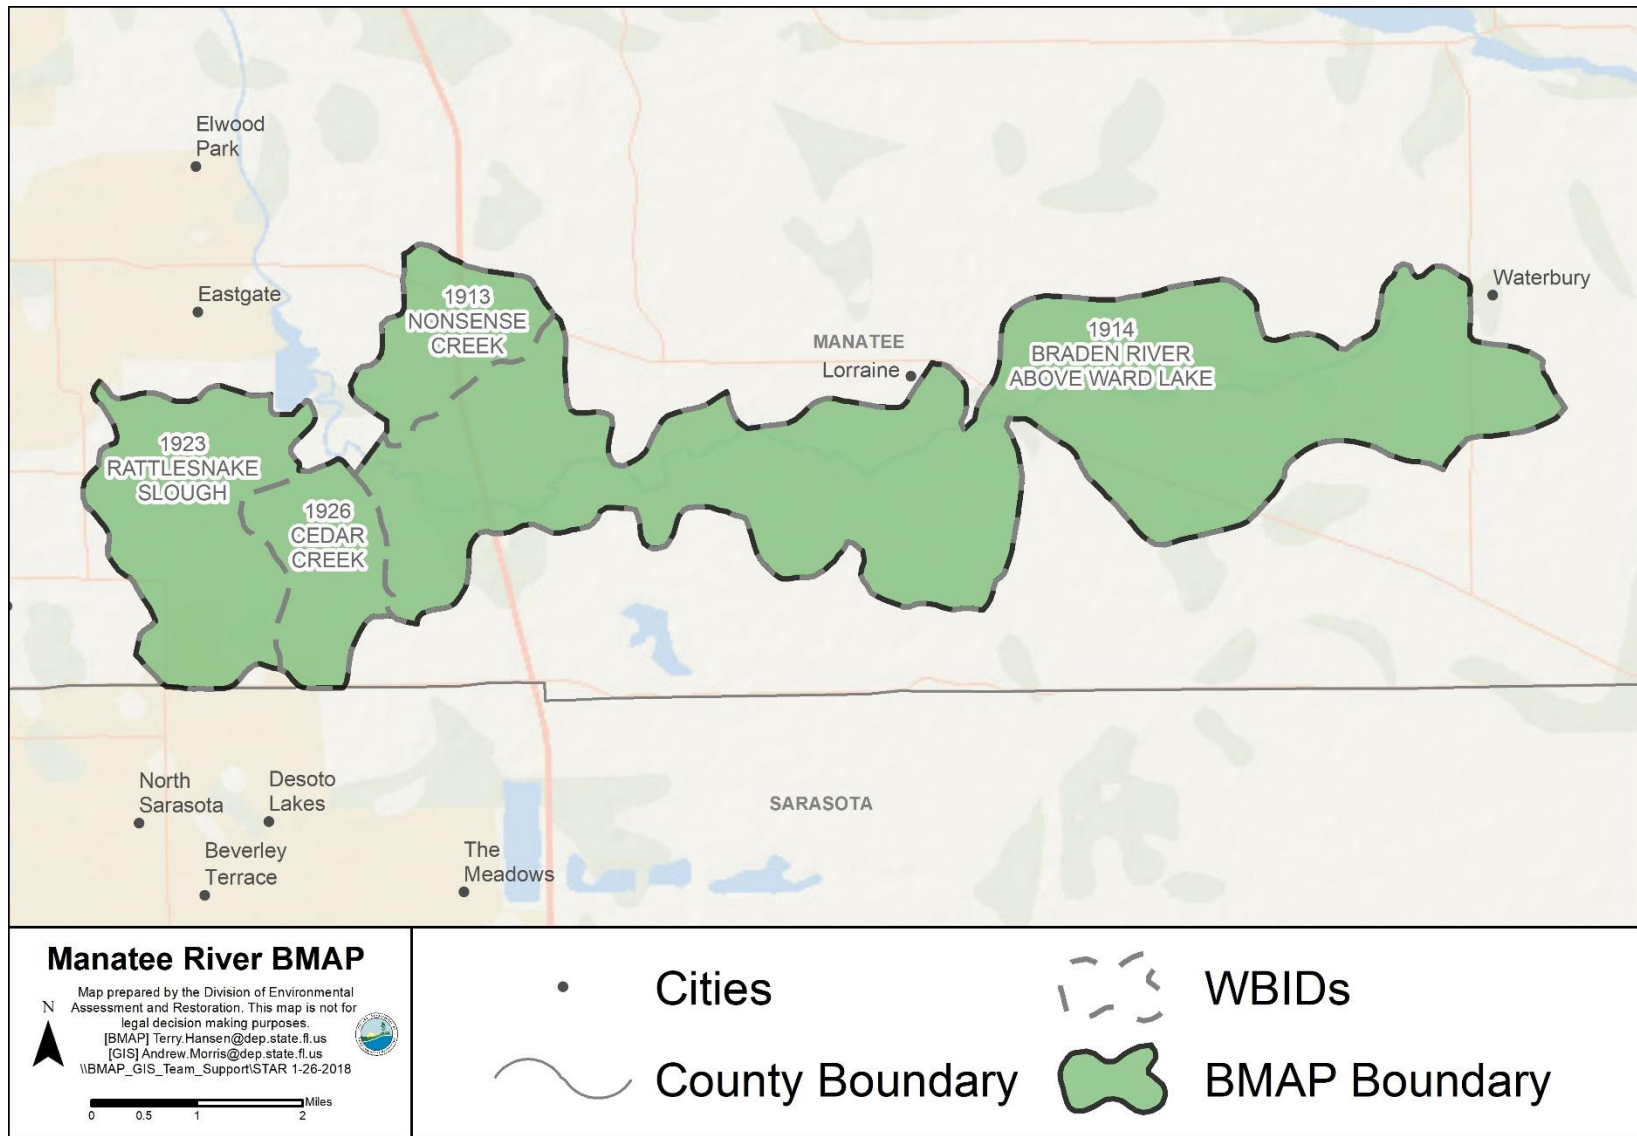 Elwood
Park
Eastgate
1913
NONSENSE
CREEK
Waterbury
MANATEE
Lorraine
1914
BRADEN RIVER
ABOVE WARD LAKE
1923
RATTLESNAKE
SLOUGH
1926
CEDAR
CREEK
North
Sarasota
Desoto
Lakes
Beverley
Terrace
The
Meadows
SARASOTA
Manatee River BMAP
N
Map prepared by the Division of Environmental
Assessment and Restoration. This map is not for
legal decision making purposes.
[BMAP] Terry.Hansen@dep.state.fl.us
[GIS] Andrew.Morris@dep.state.fl.us
\\BMAP_GIS_Team_Support\STAR 1-26-2018
Miles
0 0.5 1 2
Cities
WBIDs
County Boundary
BMAP Boundary